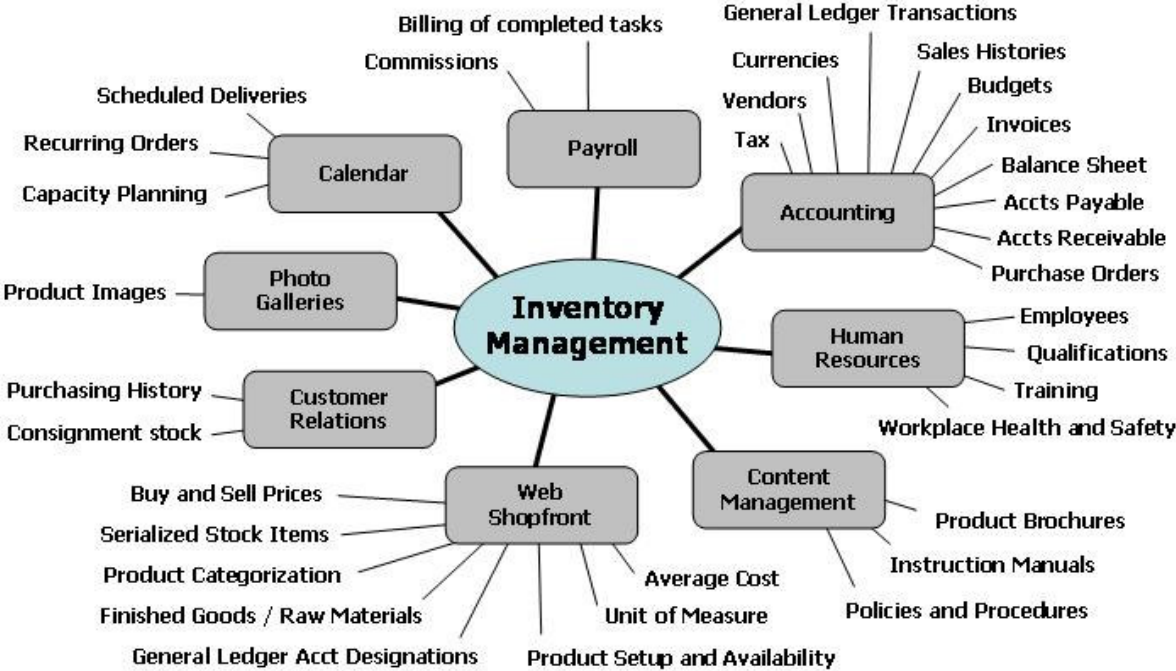 General Ledger Transactions
Billing of completed tasks
Commissions
Currencies
Sales Histories
Budgets
Vendors
Invoices
Tax
Balance Sheet
Accts Payable
Accts Receivable
Purchase Orders
Scheduled Deliveries
Recurring Orders
Capacity Planning
Calendar
Payroll
Accounting
Product Images
Photo
Galleries
Inventory
Management
Human
Resources
Employees
Qualifications
Training
Workplace Health and Safety
Purchasing History
Consignment stock
Customer
Relations
Web
Shopfront
Content
Management
Buy and Sell Prices
Serialized Stock Items
Product Categorization
Finished Goods / Raw Materials
General Ledger Acct Designations
Product Setup and Availability
Unit of Measure
Average Cost
Product Brochures
Instruction Manuals
Policies and Procedures